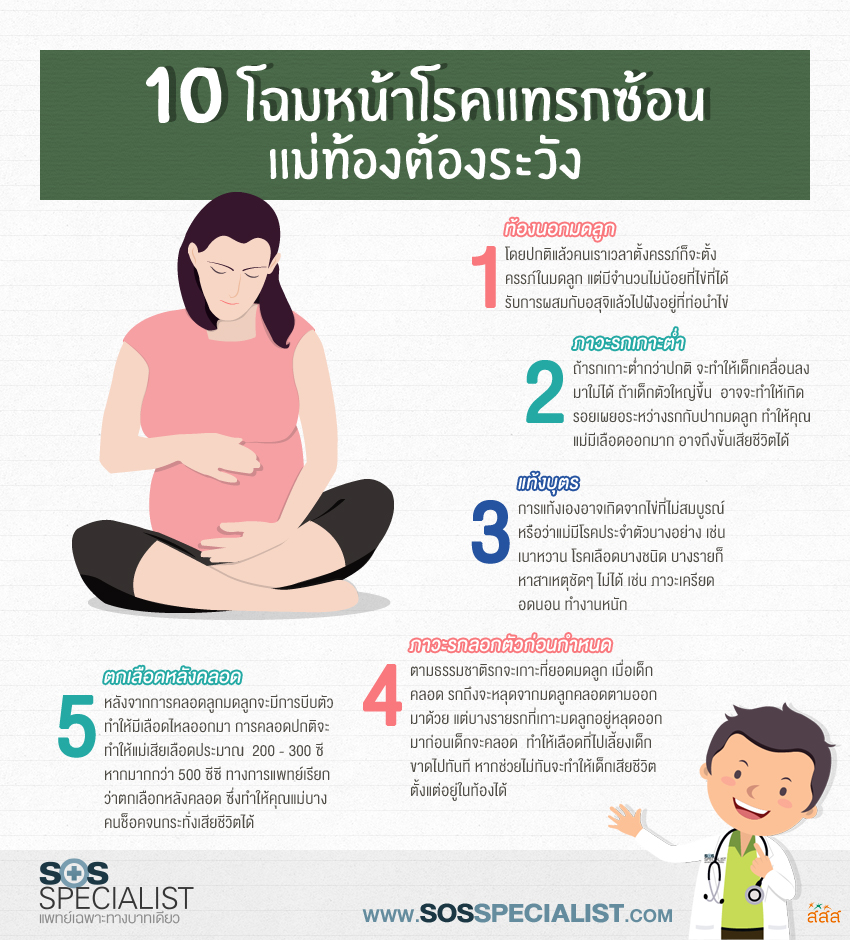 10 โฉมหน้าโรคแทรกซ้อน
แม่ท้องต้องระวัง
ท้องนอกมดลูก
1
โดยปกติแล้วคนเราเวลาตั้งครรภ์ก็จะตั้ง
ครรภ์ในมดลูก แต่มีจำนวนไม่น้อยที่ไข่ที่ได้
รับการผสมกับอสุจิแล้วไปฝังอยู่ที่ท่อนำไข่
ภาวะรกเกาะต่ำ
2
ถ้ารกเกาะต่ำกว่าปกติ จะทำให้เด็กเคลื่อนลง
มาไม่ได้ ถ้าเด็กตัวใหญ่ขึ้น อาจจะทำให้เกิด
รอยเผยอระหว่างรกกับปากมดลูก ทำให้คุณ
แม่มีเลือดออกมาก อาจถึงขั้นเสียชีวิตได้
แท้งบุตร
3
การแท้งเองอาจเกิดจากไข่ที่ไม่สมบูรณ์
หรือว่าแม่มีโรคประจำตัวบางอย่าง เช่น
เบาหวาน โรคเลือดบางชนิด บางรายก็
หาสาเหตุชัดๆ ไม่ได้ เช่น ภาวะเครียด
อดนอน ทำงานหนัก
ภาวะรกลอกตัวก่อนกำหนด
4
ตามธรรมชาติรกจะเกาะที่ยอดมดลูก เมื่อเด็ก
คลอด รกถึงจะหลุดจากมดลูกคลอดตามออก
มาด้วย แต่บางรายรกที่เกาะมดลูกอยู่หลุดออก
มาก่อนเด็กจะคลอด ทำให้เลือดที่ไปเลี้ยงเด็ก
ขาดไปทันที หากช่วยไม่ทันจะทำให้เด็กเสียชีวิต
ตั้งแต่อยู่ในท้องได้
ตกเลือดหลังคลอด
5
หลังจากการคลอดลูกมดลูกจะมีการบีบตัว
ทำให้มีเลือดไหลออกมา การคลอดปกติจะ
ทำให้แม่เสียเลือดประมาณ 200 - 300 ซี
หากมากกว่า 500 ซีซี ทางการแพทย์เรียก
ว่าตกเลือกหลังคลอด ซึ่งทำให้คุณแม่บาง
คนช็อคจนกระทั่งเสียชีวิตได้
SOS
SPECIALIST
แพทย์เฉพาะทางบาทเดียว
WWW.SOSSPECIALIST.COM
สสส